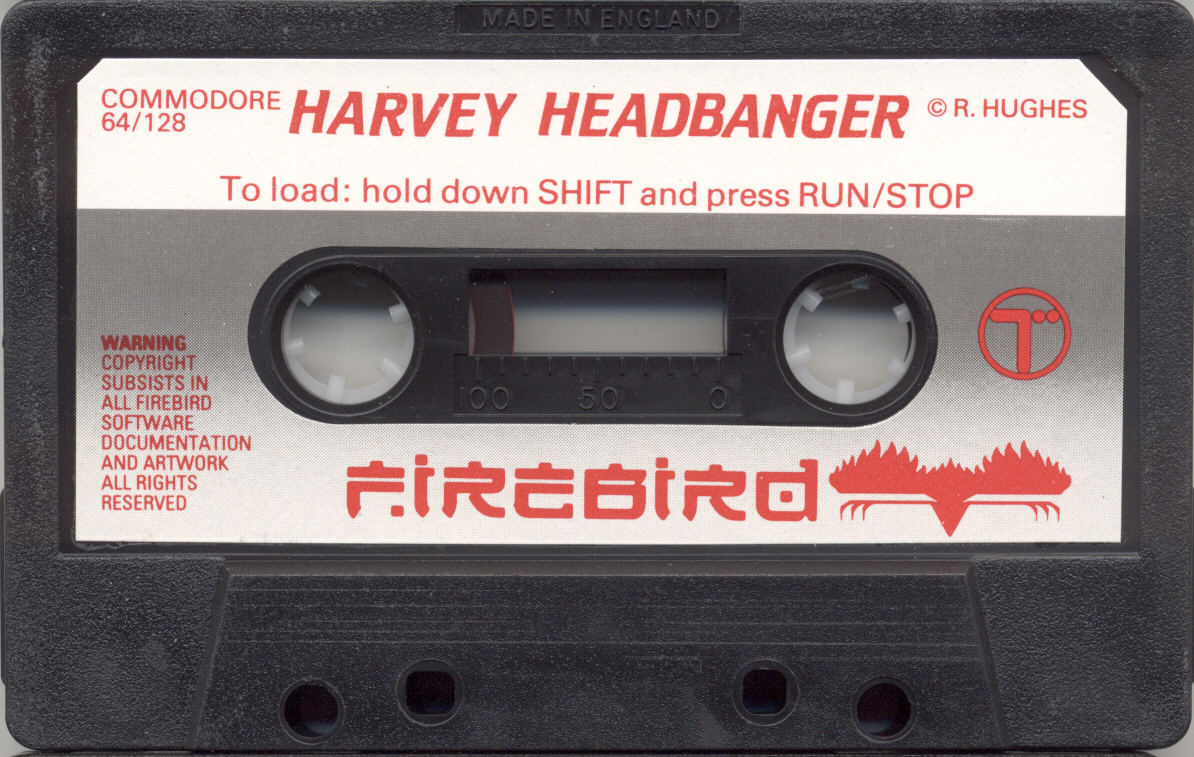 MADE IN ENGLAND
COMMODORE
64/128
HARVEY HEADBANGER
© R. HUGHES
To load: hold down SHIFT and press RUN/STOP
WARNING
COPYRIGHT
SUBSISTS IN
ALL FIREBIRD
SOFTWARE
DOCUMENTATION
AND ARTWORK
ALL RIGHTS
RESERVED
100 50 0
T
FIREBIRD